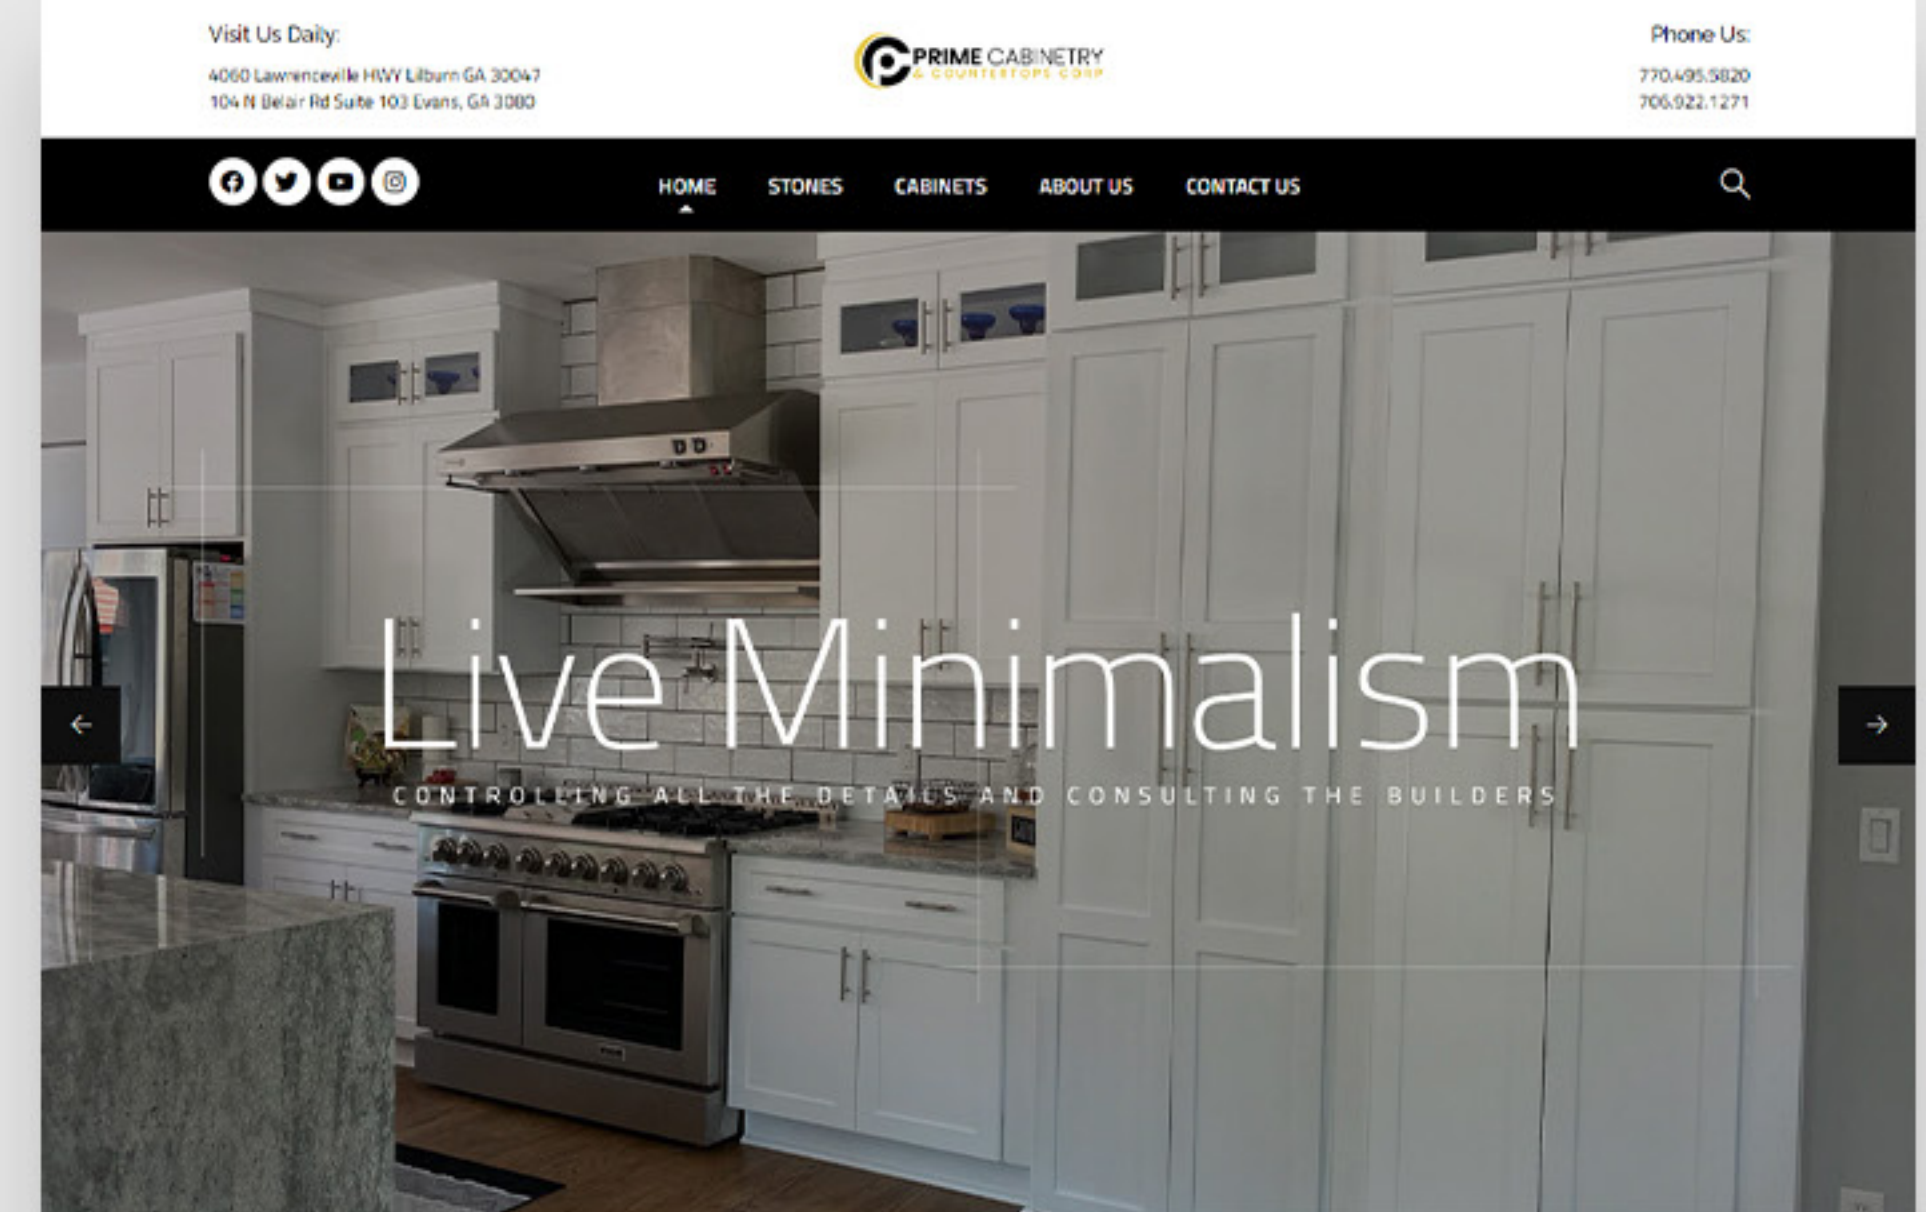 Visit Us Daily:
4060 Lawrenceville HWY Lilburn GA 30047
104 N Belair Rd Suite 103 Evans, GA 3080
PRIME CABINETRY
& COUNTERTOPS CORP
Phone Us:
770.495.5820
706.922.1271
HOME STONES CABINETS ABOUT US CONTACT US
Live Minimalism
CONTROLLING ALL THE DETAILS AND CONSULTING THE BUILDERS